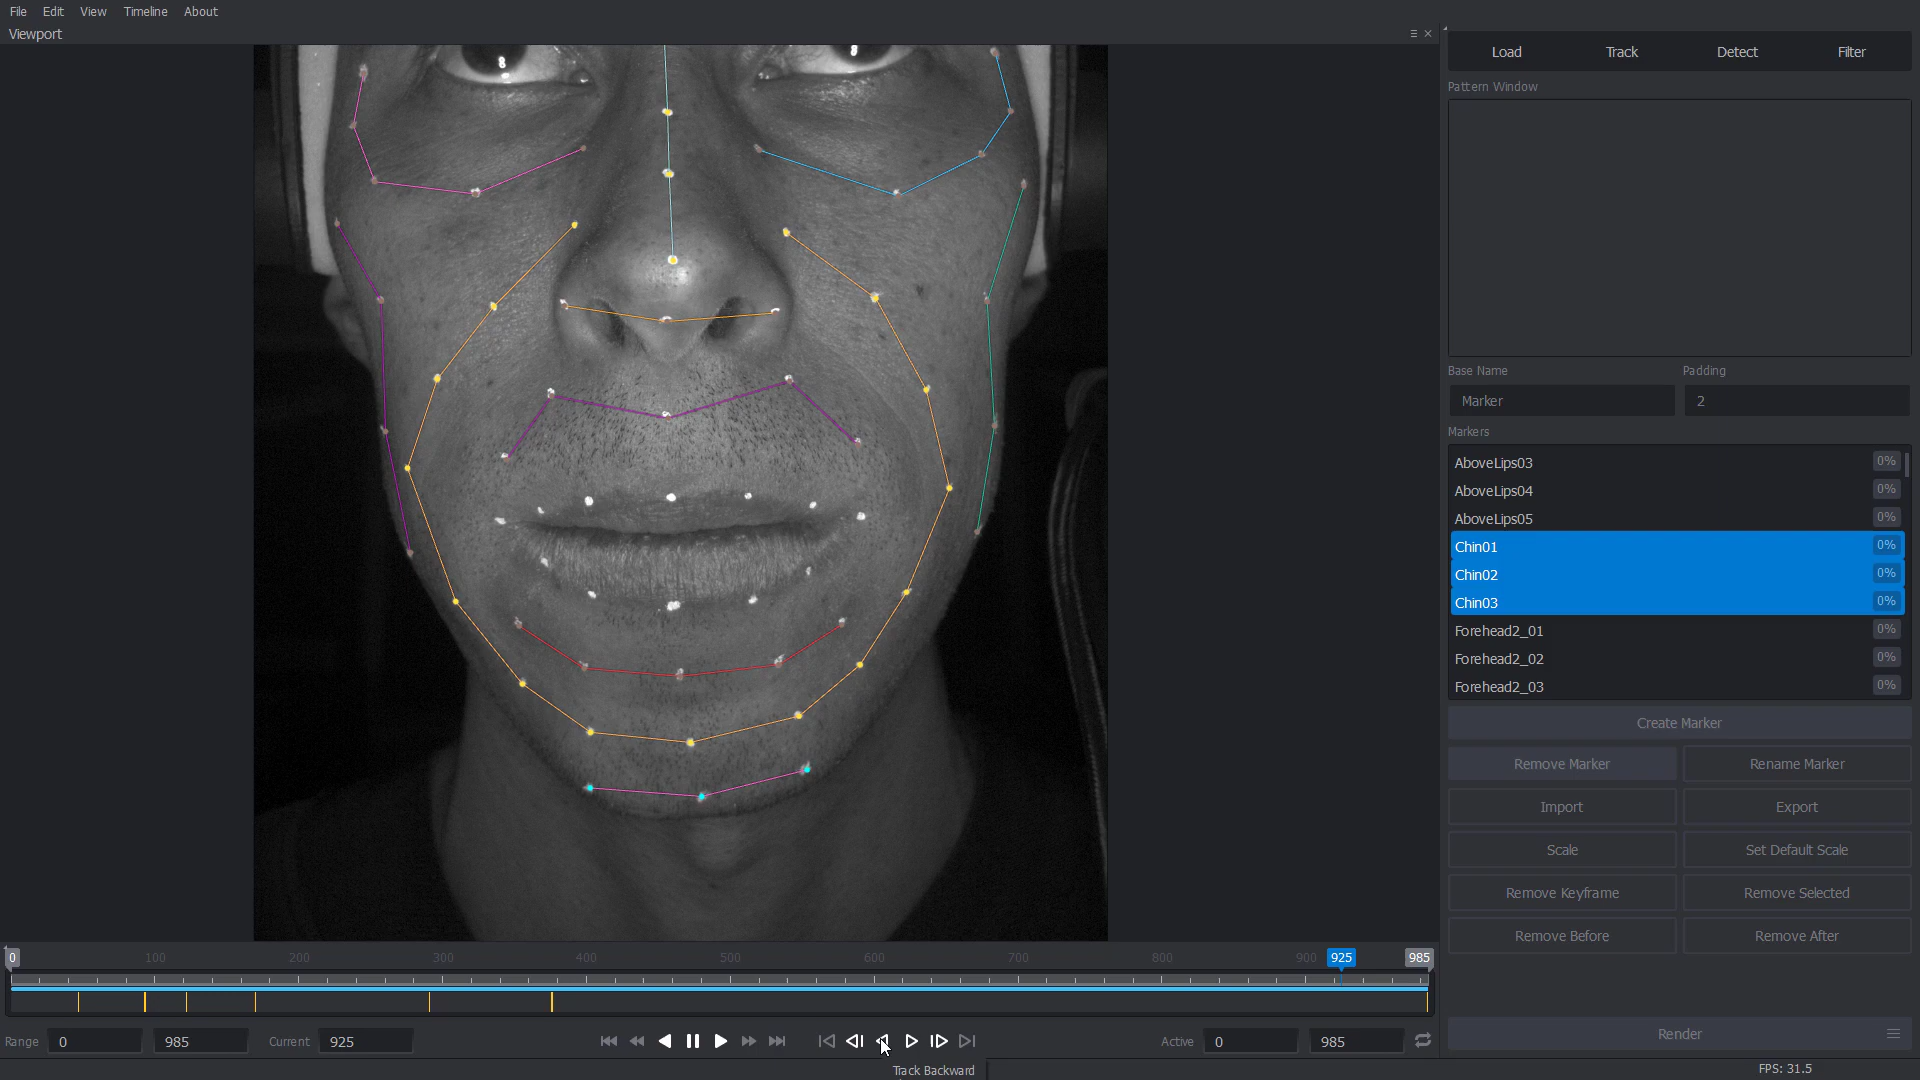 File Edit View Timeline About
Viewport
Load Track Detect Filter
Pattern Window
Base Name Padding
Marker 2
Markers
AboveLips03 0%
AboveLips04 0%
AboveLips05 0%
Chin01 0%
Chin02 0%
Chin03 0%
Forehead2_01 0%
Forehead2_02 0%
Forehead2_03 0%
Create Marker
Remove Marker Rename Marker
Import Export
Scale Set Default Scale
Remove Keyframe Remove Selected
Remove Before Remove After
0 100 200 300 400 500 600 700 800 900 925 985
Range 0 985 Current 925 Active 0 985
Render
Track Backward
FPS: 31.5